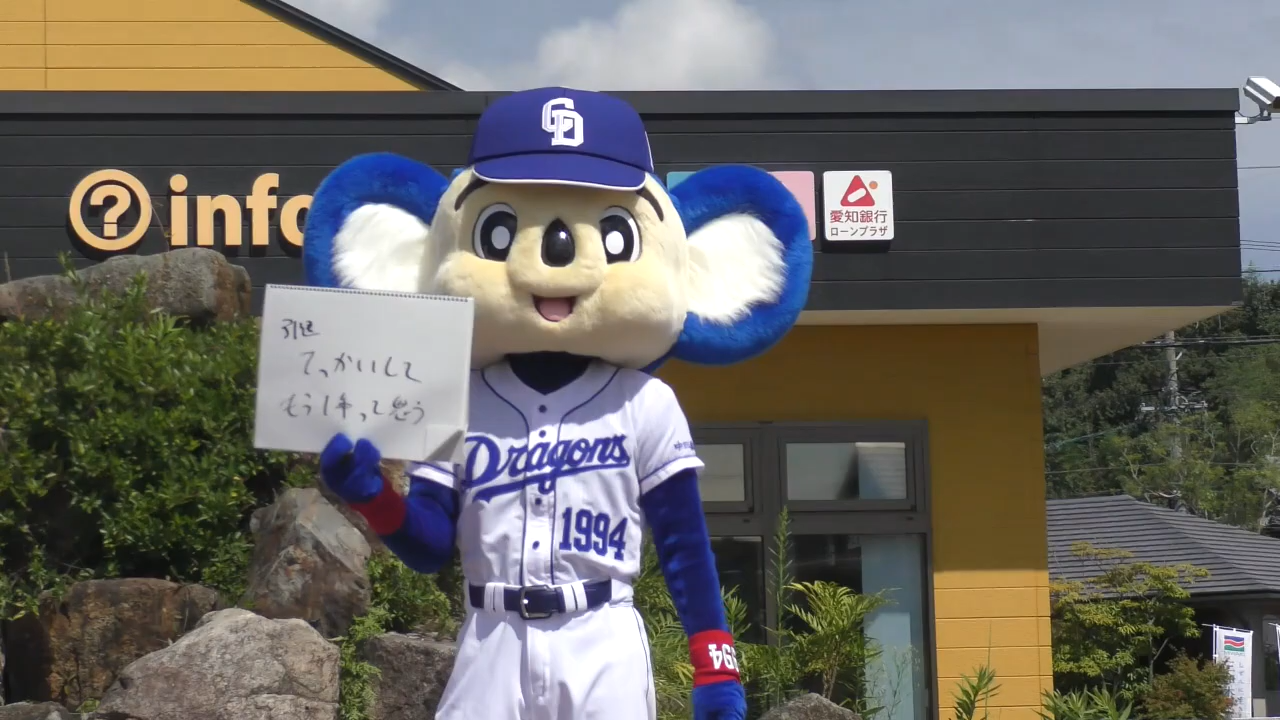 CD
? info
愛知銀行
ローンプラザ
引退
てっかいして
もう1年って思う
Dragons
1994
994